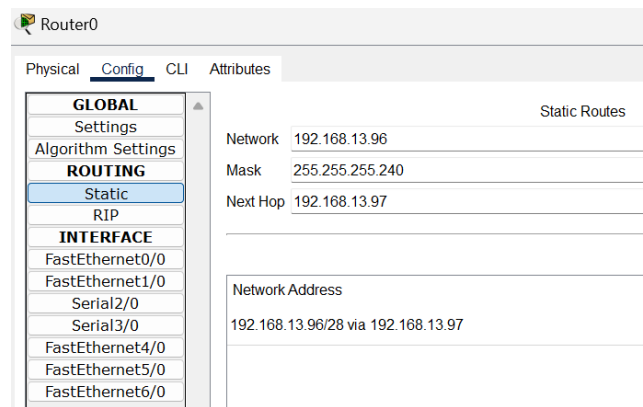 Router0
Physical Config CLI Attributes
GLOBAL
Settings
Algorithm Settings
ROUTING
Static
RIP
INTERFACE
FastEthernet0/0
FastEthernet1/0
Serial2/0
Serial3/0
FastEthernet4/0
FastEthernet5/0
FastEthernet6/0
Static Routes
Network 192.168.13.96
Mask 255.255.255.240
Next Hop 192.168.13.97
Network Address
192.168.13.96/28 via 192.168.13.97